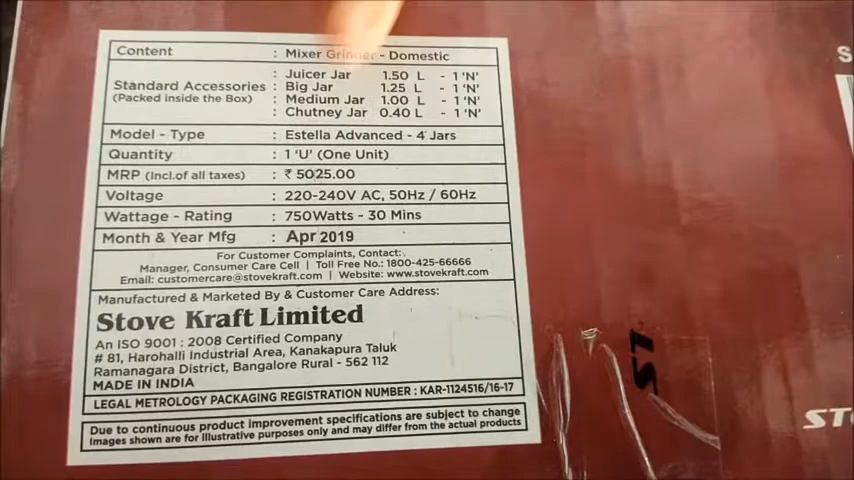 Content : Mixer Grinder - Domestic
Standard Accessories : Juicer Jar 1.50 L - 1 'N'
(Packed inside the Box) : Big Jar 1.25 L - 1 'N'
: Medium Jar 1.00 L - 1 'N'
: Chutney Jar 0.40 L - 1 'N'
Model - Type : Estella Advanced - 4 Jars
Quantity : 1 'U' (One Unit)
MRP (Incl.of all taxes) : ₹ 5025.00
Voltage : 220-240V AC, 50Hz / 60Hz
Wattage - Rating : 750Watts - 30 Mins
Month & Year Mfg : Apr 2019
For Customer Complaints, Contact:
Manager, Consumer Care Cell | Toll Free No.: 1800-425-66666
Email: customercare@stovekraft.com | Website: www.stovekraft.com
Manufactured & Marketed By & Customer Care Address:
Stove Kraft Limited
An ISO 9001 : 2008 Certified Company
# 81, Harohalli Industrial Area, Kanakapura Taluk
Ramanagara District, Bangalore Rural - 562 112
MADE IN INDIA
LEGAL METROLOGY PACKAGING REGISTRATION NUMBER : KAR-1124516/16-17
Due to continuous product improvement specifications are subject to change
Images shown are for illustrative purposes only and may differ from the actual products
S
57
STO